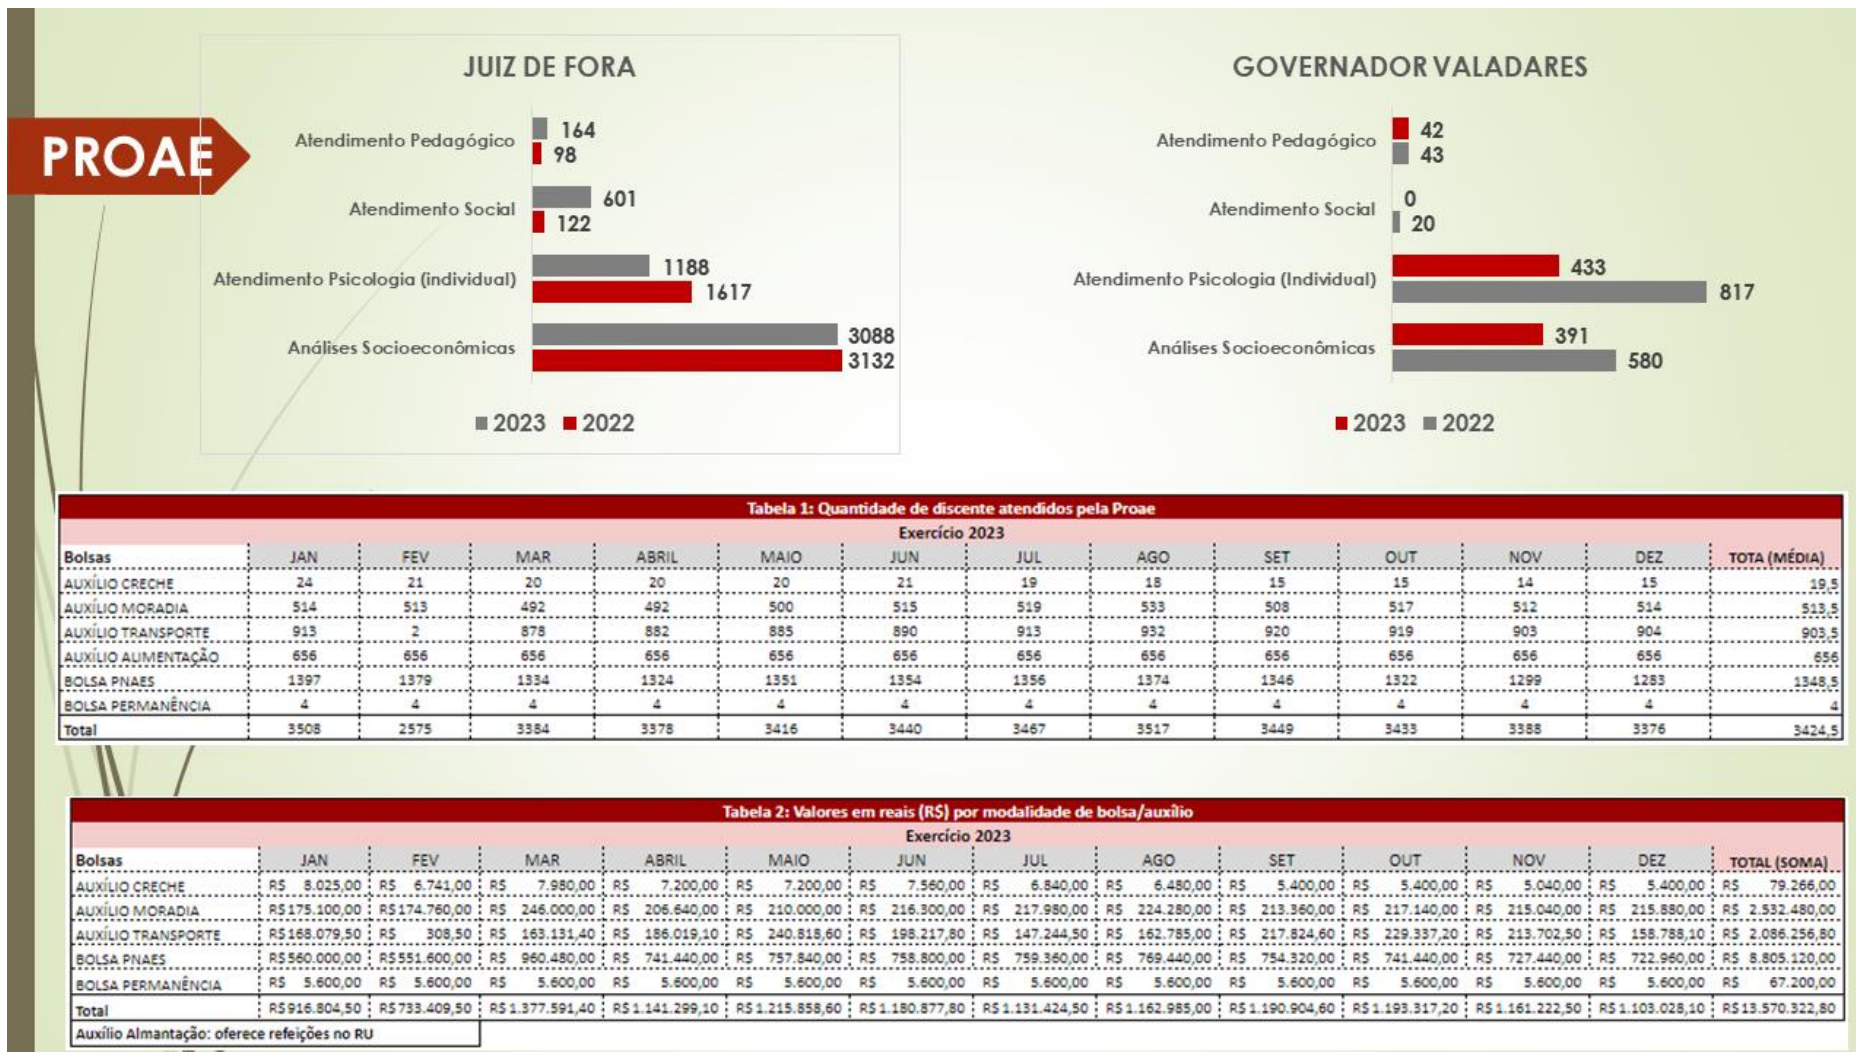 PROAE
JUIZ DE FORA
Atendimento Pedagógico 164 98
Atendimento Social 601 122
Atendimento Psicologia (individual) 1188 1617
Análises Socioeconômicas 3088 3132
2023 2022
GOVERNADOR VALADARES
Atendimento Pedagógico 42 43
Atendimento Social 0 20
Atendimento Psicologia (Individual) 433 817
Análises Socioeconômicas 391 580
2023 2022
Tabela 1: Quantidade de discente atendidos pela Proae
Exercício 2023
Bolsas JAN FEV MAR ABRIL MAIO JUN JUL AGO SET OUT NOV DEZ TOTA (MÉDIA)
AUXÍLIO CRECHE 24 21 20 20 20 21 19 18 15 15 14 15 19,5
AUXÍLIO MORADIA 514 513 492 492 500 515 519 533 508 517 512 514 513,5
AUXÍLIO TRANSPORTE 913 2 878 882 885 890 913 932 920 919 903 904 903,5
AUXÍLIO ALIMENTAÇÃO 656 656 656 656 656 656 656 656 656 656 656 656 656
BOLSA PNAES 1397 1379 1334 1324 1351 1354 1356 1374 1346 1322 1299 1283 1348,5
BOLSA PERMANÊNCIA 4 4 4 4 4 4 4 4 4 4 4 4 4
Total 3508 2575 3384 3378 3416 3440 3467 3517 3449 3433 3388 3376 3424,5
Tabela 2: Valores em reais (R$) por modalidade de bolsa/auxílio
Exercício 2023
Bolsas JAN FEV MAR ABRIL MAIO JUN JUL AGO SET OUT NOV DEZ TOTAL (SOMA)
AUXÍLIO CRECHE R$ 8.025,00 R$ 6.741,00 R$ 7.980,00 R$ 7.200,00 R$ 7.200,00 R$ 7.560,00 R$ 6.840,00 R$ 6.480,00 R$ 5.400,00 R$ 5.400,00 R$ 5.040,00 R$ 5.400,00 R$ 79.266,00
AUXÍLIO MORADIA R$175.100,00 R$174.760,00 R$ 246.000,00 R$ 206.640,00 R$ 210.000,00 R$ 216.300,00 R$ 217.980,00 R$ 224.280,00 R$ 213.360,00 R$ 217.140,00 R$ 215.040,00 R$ 215.880,00 R$ 2.532.480,00
AUXÍLIO TRANSPORTE R$168.079,50 R$ 308,50 R$ 163.131,40 R$ 186.019,10 R$ 240.818,60 R$ 198.217,80 R$ 147.244,50 R$ 162.785,00 R$ 217.824,60 R$ 229.337,20 R$ 213.702,50 R$ 158.788,10 R$ 2.086.256,80
BOLSA PNAES R$560.000,00 R$551.600,00 R$ 960.480,00 R$ 741.440,00 R$ 757.840,00 R$ 758.800,00 R$ 759.360,00 R$ 769.440,00 R$ 754.320,00 R$ 741.440,00 R$ 727.440,00 R$ 722.960,00 R$ 8.805.120,00
BOLSA PERMANÊNCIA R$ 5.600,00 R$ 5.600,00 R$ 5.600,00 R$ 5.600,00 R$ 5.600,00 R$ 5.600,00 R$ 5.600,00 R$ 5.600,00 R$ 5.600,00 R$ 5.600,00 R$ 5.600,00 R$ 5.600,00 R$ 67.200,00
Total R$916.804,50 R$733.409,50 R$1.377.591,40 R$1.141.299,10 R$1.215.858,60 R$1.180.877,80 R$1.131.424,50 R$1.162.985,00 R$1.190.904,60 R$1.193.317,20 R$1.161.222,50 R$1.103.028,10 R$13.570.322,80
Auxílio Almantação: oferece refeições no RU